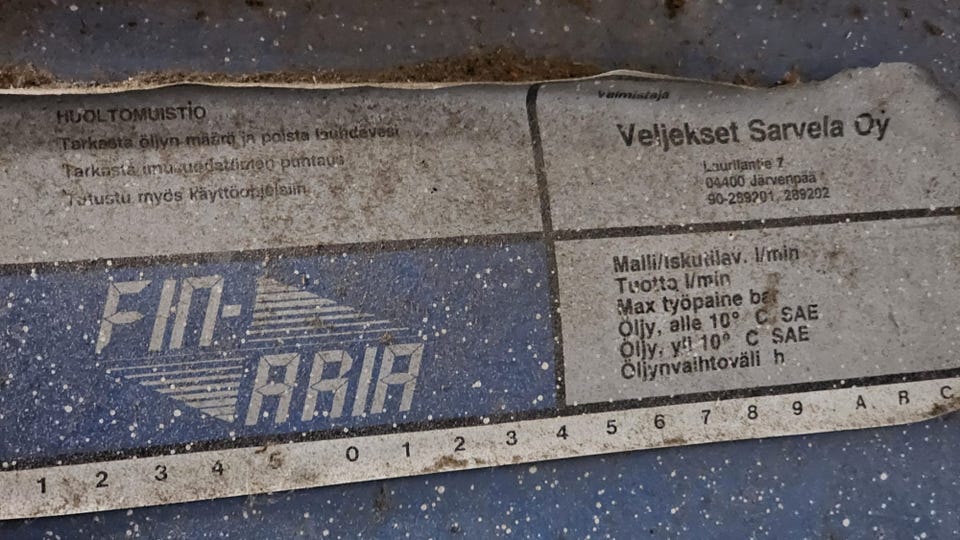 HUOLTOMUISTIO
Tarkasta öljyn määrä ja poista lauhdevesi
Tarkasta imusuodattimen puhtaus
Tutustu myös käyttöohjeisiin
valmistaja
Veljekset Sarvela Oy
Laurilantie 7
04400 Järvenpää
90-289201, 289202
Malli/iskutilav. l/min
Tuotto l/min
Max työpaine bar
Öljy, alle 10° C SAE
Öljy, yli 10° C SAE
Öljynvaihtoväli h
FIN-
ARIA
1 2 3 4 5 0 1 2 3 4 5 6 7 8 9 A B C